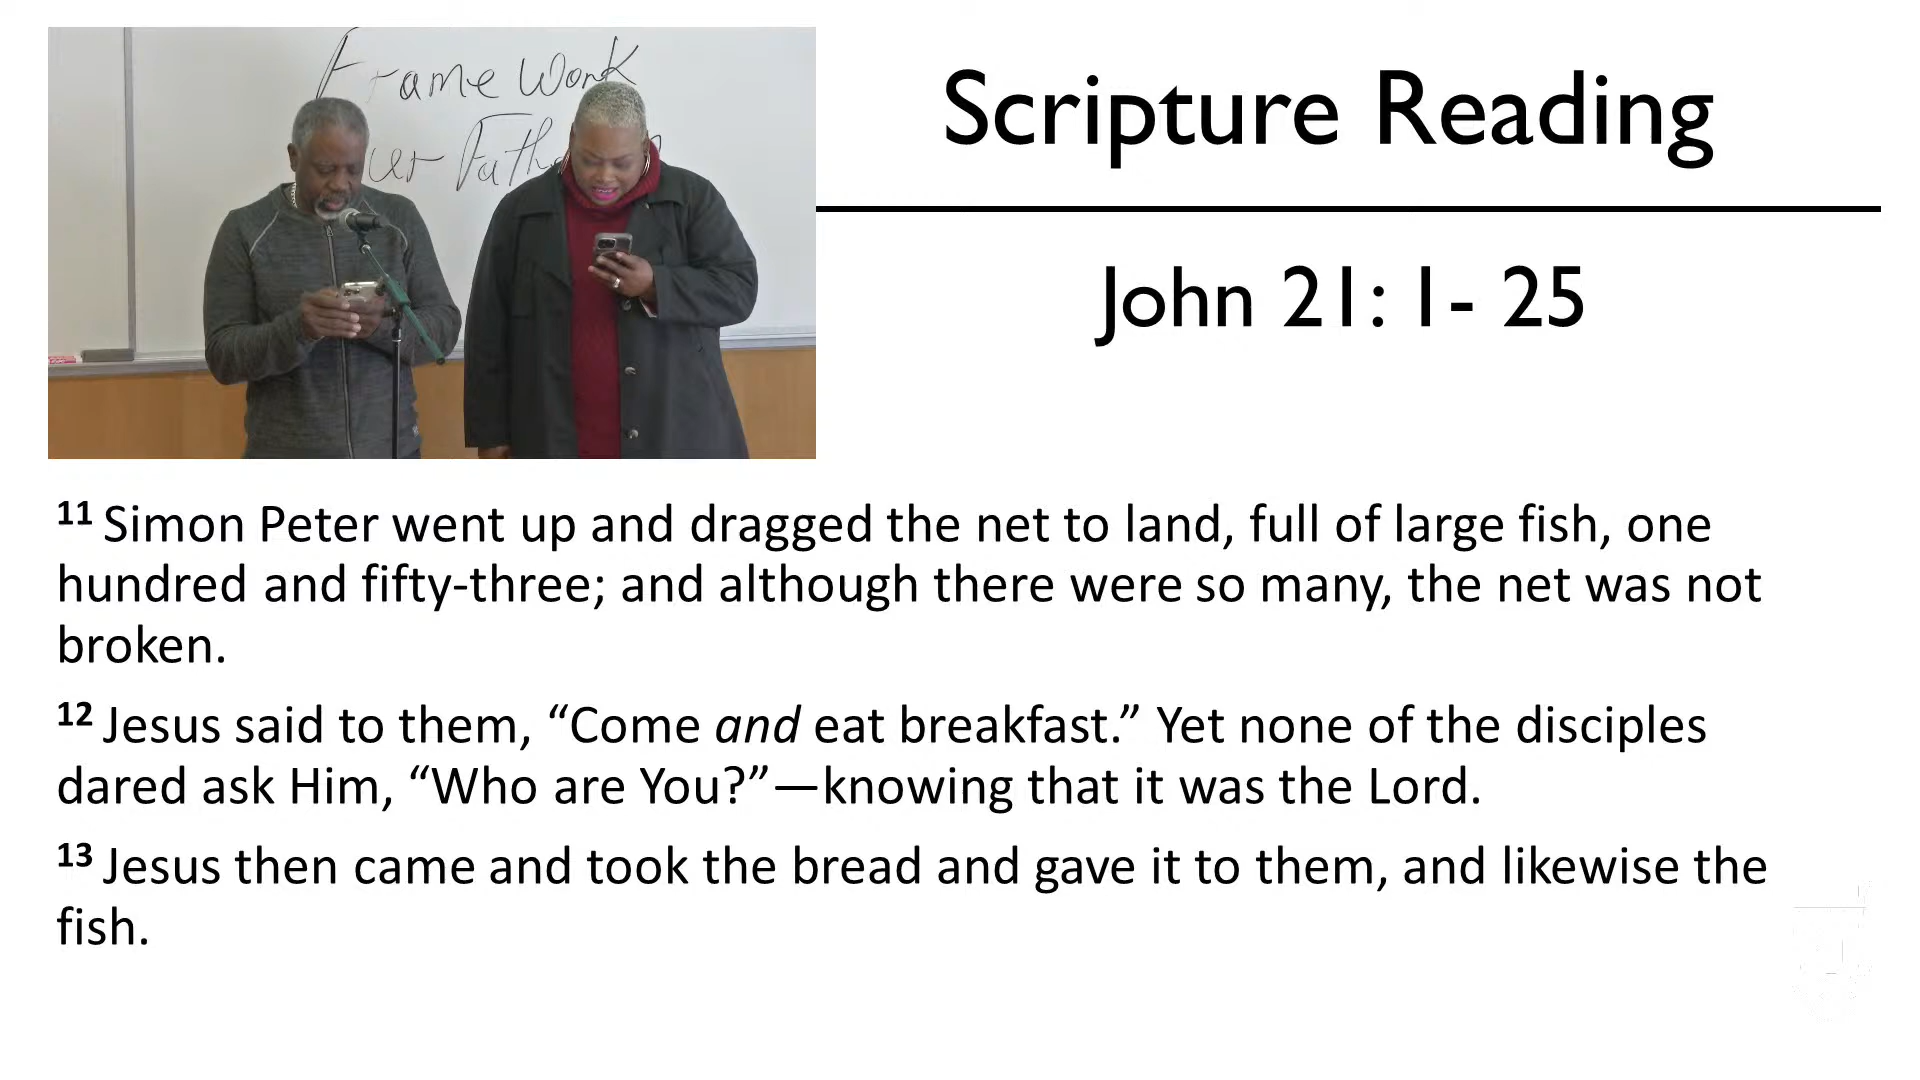 Frame Work
Scripture Reading
John 21: 1- 25
11 Simon Peter went up and dragged the net to land, full of large fish, one
hundred and fifty-three; and although there were so many, the net was not
broken.
12 Jesus said to them, “Come and eat breakfast.” Yet none of the disciples
dared ask Him, “Who are You?”—knowing that it was the Lord.
13 Jesus then came and took the bread and gave it to them, and likewise the
fish.